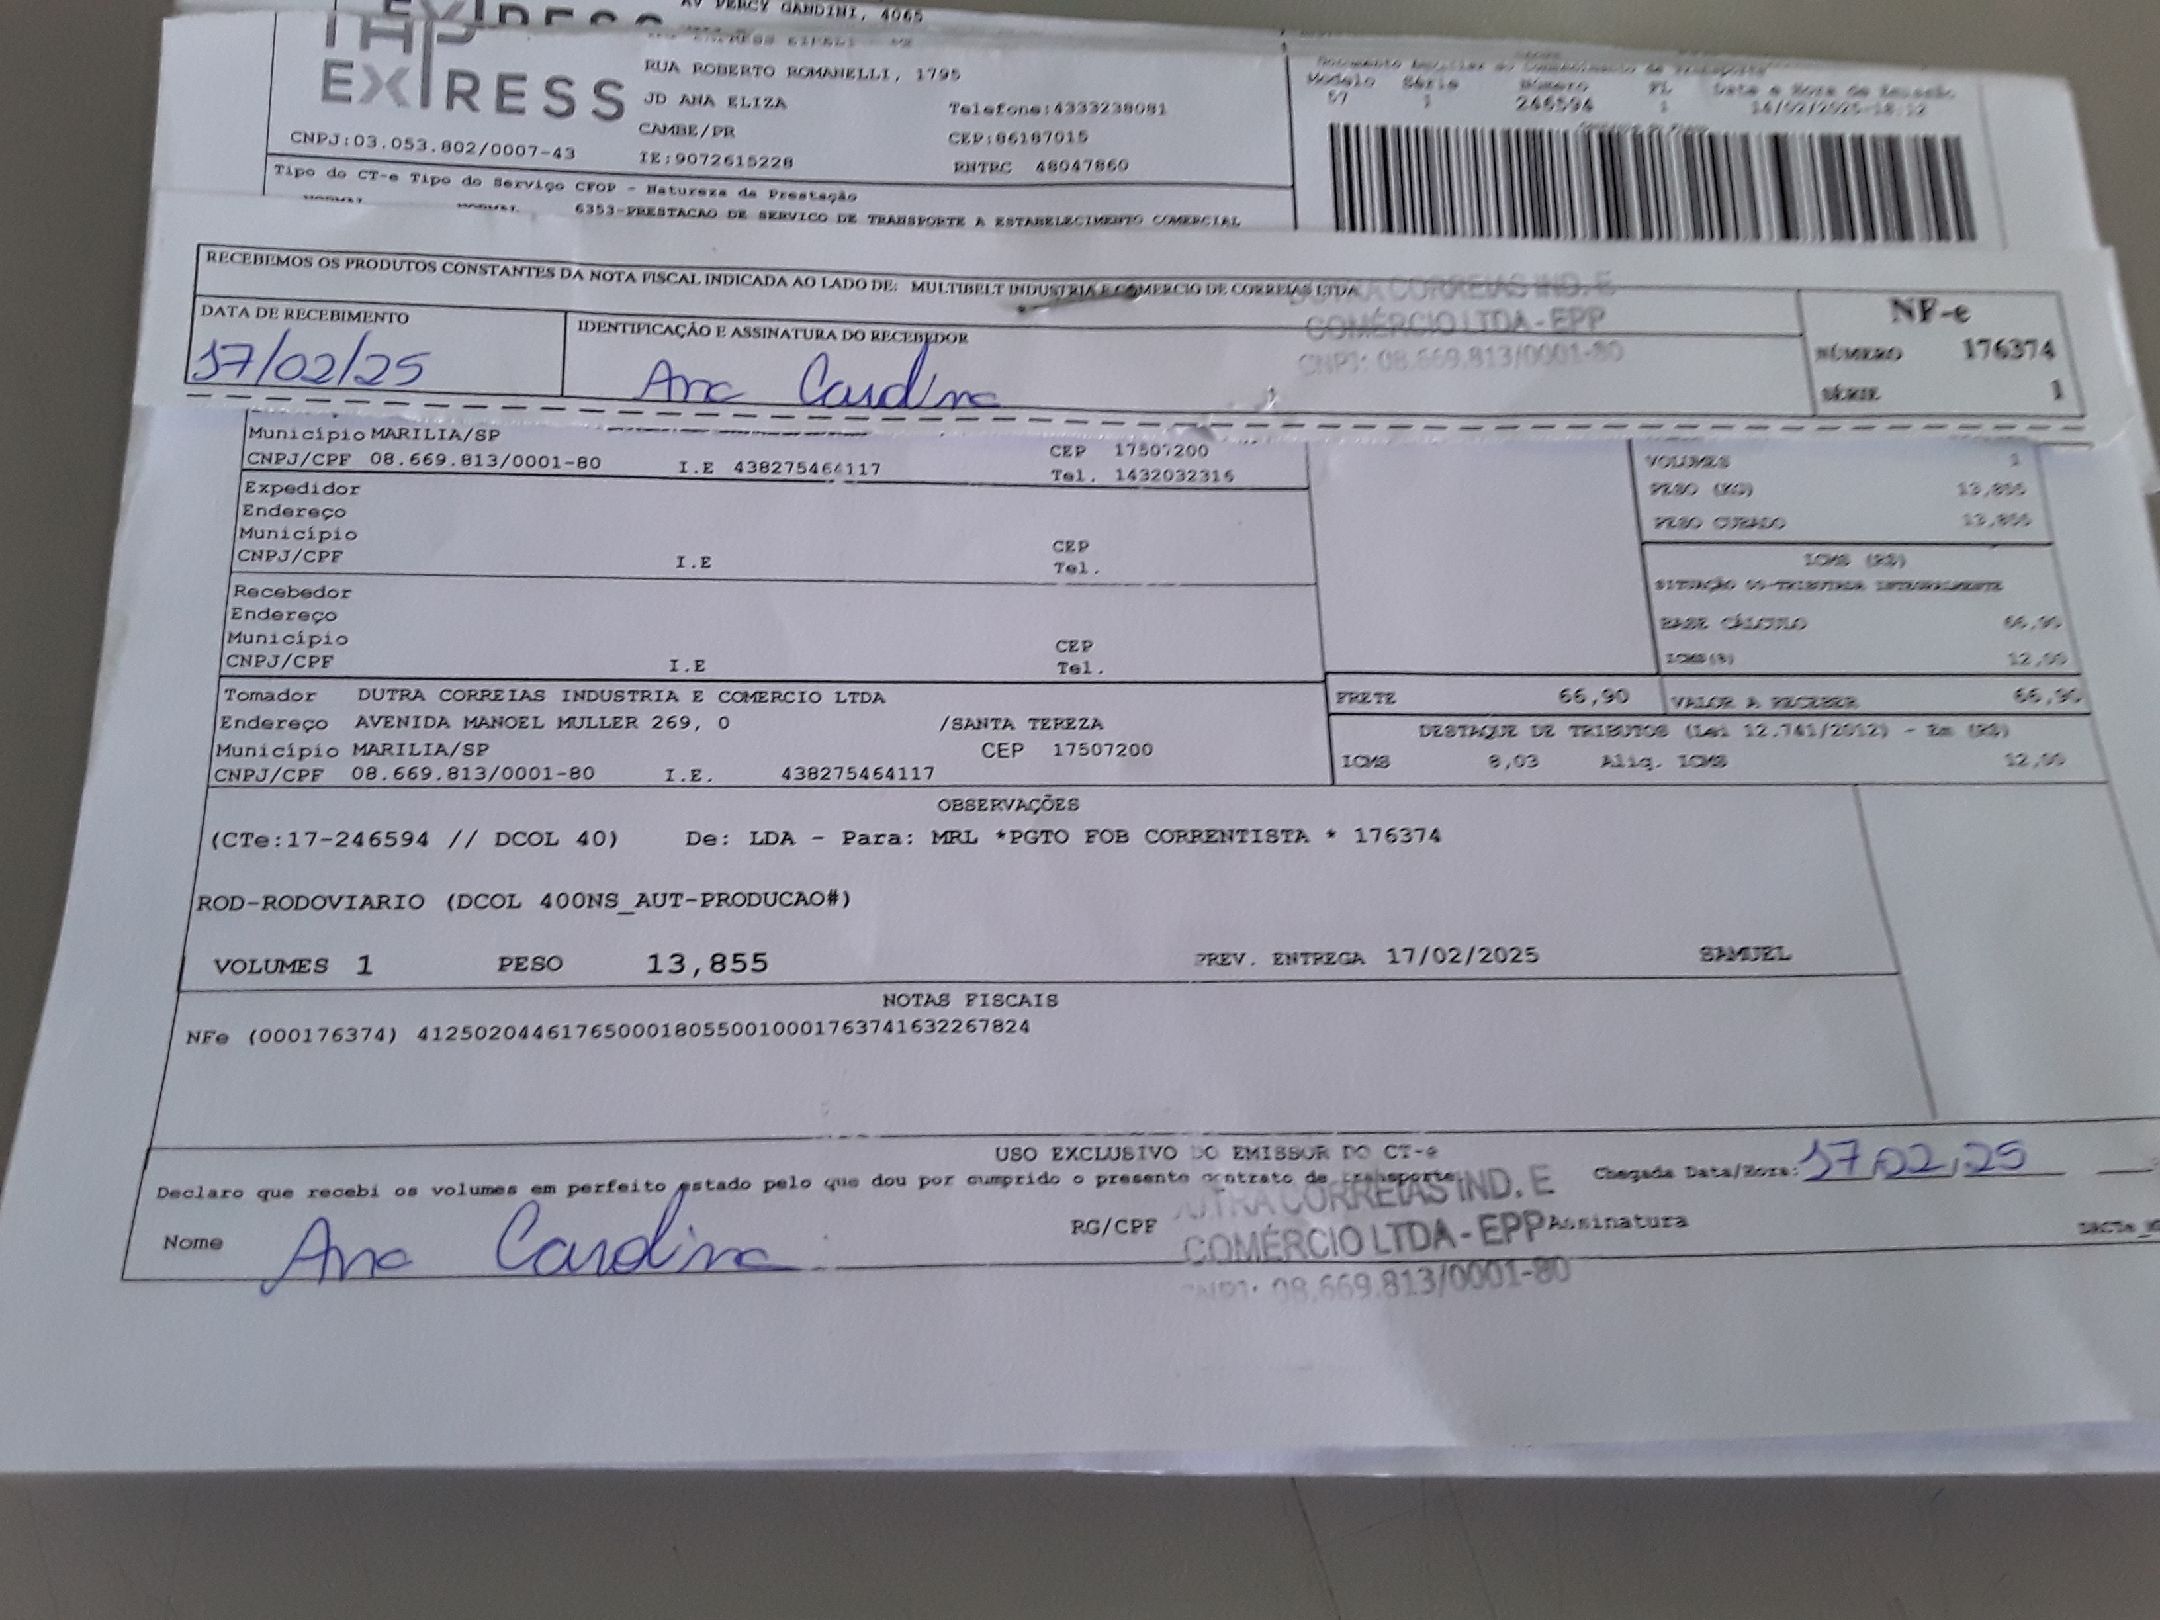 AV PERCY GANDINI, 4065
EXPRESS
RUA ROBERTO ROMANELLI, 1795
JD ANA ELIZA Telefone:4333238081
CAMBE/PR CEP:86187015
CNPJ:03.053.802/0007-43 IE:9072615228 RNTRC 48047860
Modelo Série Número FL Data e Hora de Emissão
57 1 246594 1 14/02/2025-18:12
Tipo do CT-e Tipo do Serviço CFOP - Natureza da Prestação
NORMAL NORMAL 6353-PRESTACAO DE SERVICO DE TRANSPORTE A ESTABELECIMENTO COMERCIAL
RECEBEMOS OS PRODUTOS CONSTANTES DA NOTA FISCAL INDICADA AO LADO DE: MULTIBELT INDUSTRIA E COMERCIO DE CORREIAS LTDA
DUTRA CORREIAS IND. E
COMÉRCIO LTDA - EPP
CNPJ: 08.669.813/0001-80
NF-e
NÚMERO 176374
SÉRIE 1
DATA DE RECEBIMENTO IDENTIFICAÇÃO E ASSINATURA DO RECEBEDOR
17/02/25 Ana Carolina
Município MARILIA/SP CEP 17507200
CNPJ/CPF 08.669.813/0001-80 I.E 438275464117 Tel. 1432032316
VOLUMES 1
PESO (KG) 13,855
PESO CUBADO 13,855
Expedidor
Endereço
Município CEP
CNPJ/CPF I.E Tel.
ICMS (R$)
SITUAÇÃO 00-TRIBUTADA INTEGRALMENTE
BASE CÁLCULO 66,90
ICMS(%) 12,00
Recebedor
Endereço
Município CEP
CNPJ/CPF I.E Tel.
Tomador DUTRA CORREIAS INDUSTRIA E COMERCIO LTDA
Endereço AVENIDA MANOEL MULLER 269, 0 /SANTA TEREZA
Município MARILIA/SP CEP 17507200
CNPJ/CPF 08.669.813/0001-80 I.E. 438275464117
FRETE 66,90 VALOR A RECEBER 66,90
DESTAQUE DE TRIBUTOS (Lei 12.741/2012) - Em (R$)
ICMS 8,03 Aliq. ICMS 12,00
OBSERVAÇÕES
(CTe:17-246594 // DCOL 40) De: LDA - Para: MRL *PGTO FOB CORRENTISTA * 176374
ROD-RODOVIARIO (DCOL 400NS_AUT-PRODUCAO#)
VOLUMES 1 PESO 13,855 PREV. ENTREGA 17/02/2025 SAMUEL
NOTAS FISCAIS
NFe (000176374) 41250204461765000180550010001763741632267824
USO EXCLUSIVO DO EMISSOR DO CT-e
Declaro que recebi os volumes em perfeito estado pelo que dou por cumprido o presente contrato de transporte Chegada Data/Hora: 17/02/25
Nome Ana Carolina RG/CPF Assinatura
DUTRA CORREIAS IND. E
COMÉRCIO LTDA - EPP
CNPJ: 08.669.813/0001-80